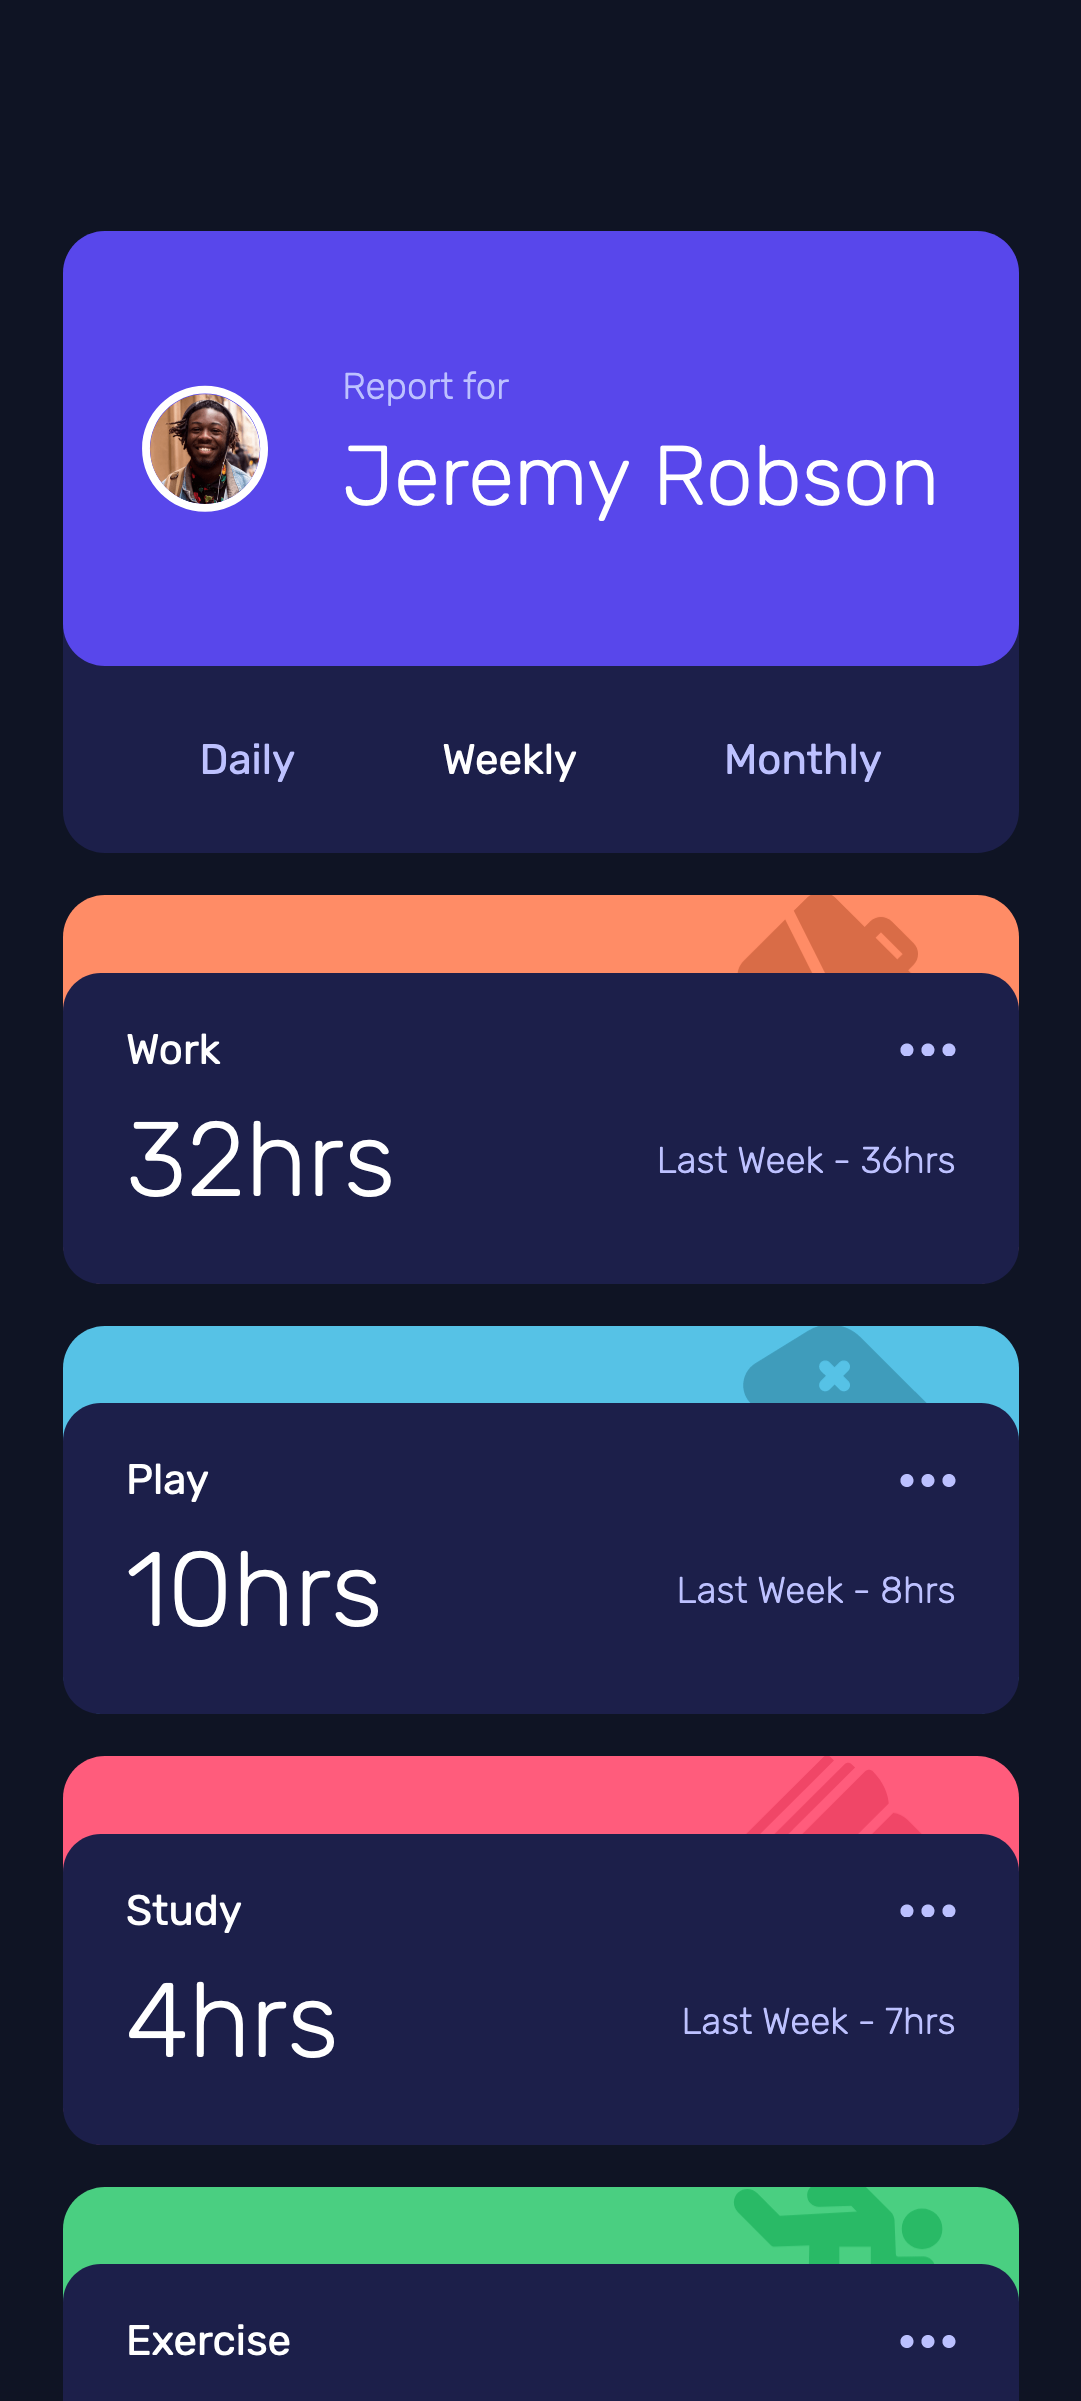 Report for
Jeremy Robson
Daily Weekly Monthly
Work
32hrs Last Week - 36hrs
Play
10hrs Last Week - 8hrs
Study
4hrs Last Week - 7hrs
Exercise